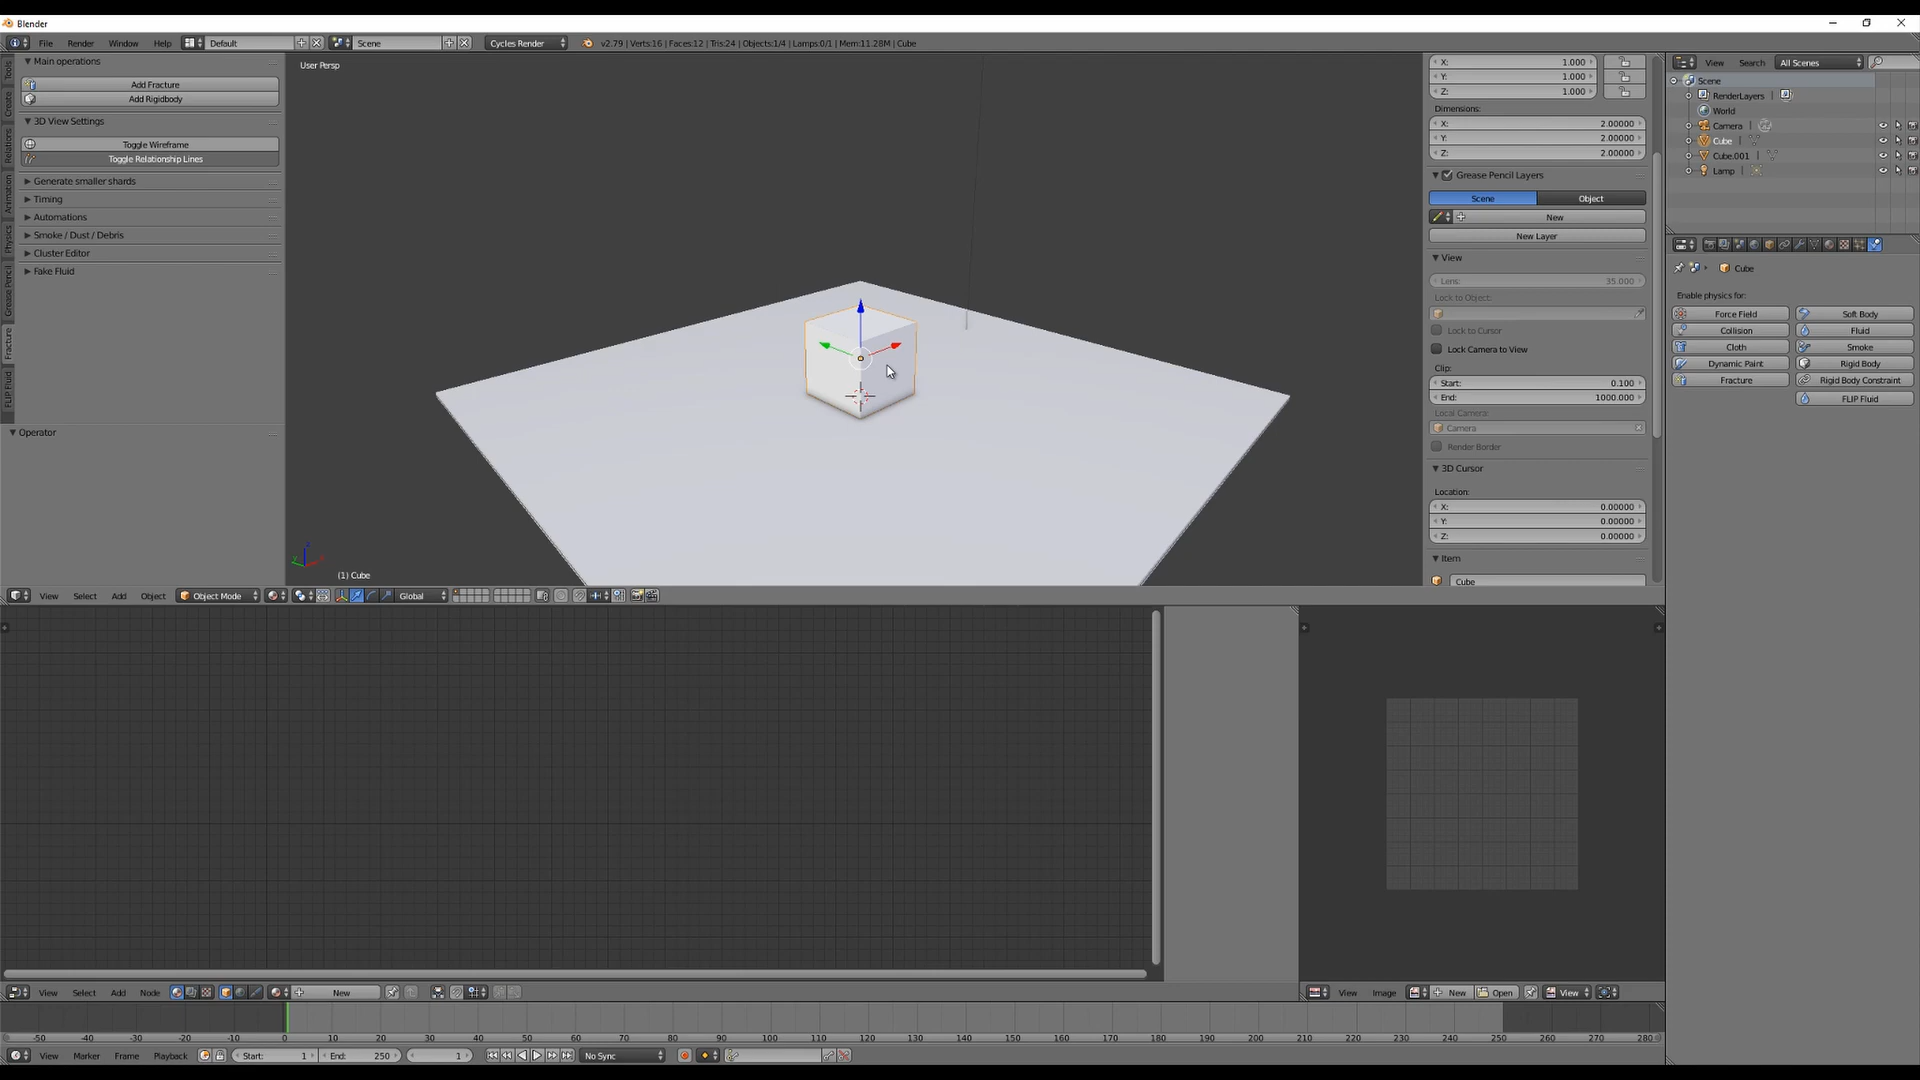 Blender
File Render Window Help Default Scene Cycles Render v2.79 | Verts:16 | Faces:12 | Tris:24 | Objects:1/4 | Lamps:0/1 | Mem:11.28M | Cube
Tools
Create
Relations
Animation
Physics
Grease Pencil
Fracture
FLIP Fluid
Main operations
Add Fracture
Add Rigidbody
3D View Settings
Toggle Wireframe
Toggle Relationship Lines
Generate smaller shards
Timing
Automations
Smoke / Dust / Debris
Cluster Editor
Fake Fluid
Operator
User Persp
(1) Cube
X: 1.000
Y: 1.000
Z: 1.000
Dimensions:
X: 2.00000
Y: 2.00000
Z: 2.00000
Grease Pencil Layers
Scene Object
New
New Layer
View
Lens: 35.000
Lock to Object:
Lock to Cursor
Lock Camera to View
Clip:
Start: 0.100
End: 1000.000
Local Camera:
Camera
Render Border
3D Cursor
Location:
X: 0.00000
Y: 0.00000
Z: 0.00000
Item
Cube
View Search All Scenes
Scene
RenderLayers |
World
Camera |
Cube |
Cube.001 |
Lamp |
Cube
Enable physics for:
Force Field Soft Body
Collision Fluid
Cloth Smoke
Dynamic Paint Rigid Body
Fracture Rigid Body Constraint
FLIP Fluid
View Select Add Object Object Mode Global
View Select Add Node New
View Image New Open View
-50 -40 -30 -20 -10 0 10 20 30 40 50 60 70 80 90 100 110 120 130 140 150 160 170 180 190 200 210 220 230 240 250 260 270 280
View Marker Frame Playback Start: 1 End: 250 1 No Sync